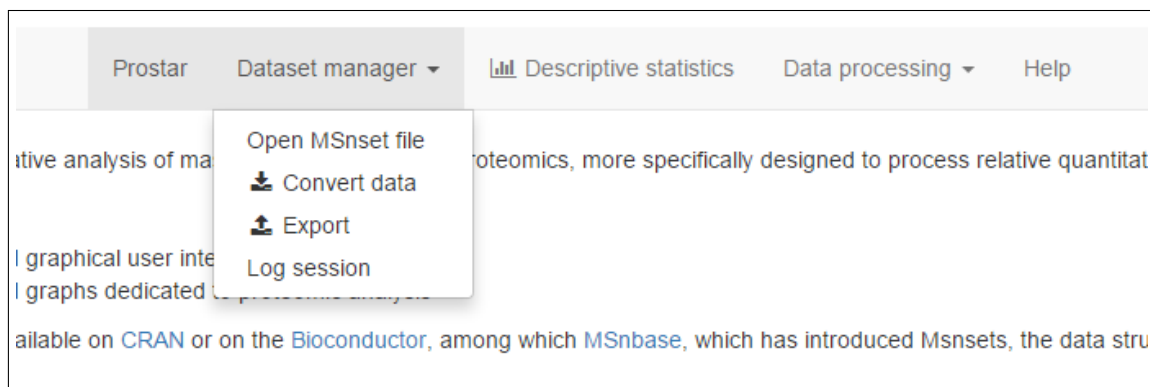 Prostar Dataset manager Descriptive statistics Data processing Help
Open MSnset file
ative analysis of ma roteomics, more specifically designed to process relative quantitat
Convert data
Export
l graphical user inte
Log session
l graphs dedicated
ailable on CRAN or on the Bioconductor, among which MSnbase, which has introduced Msnsets, the data stru